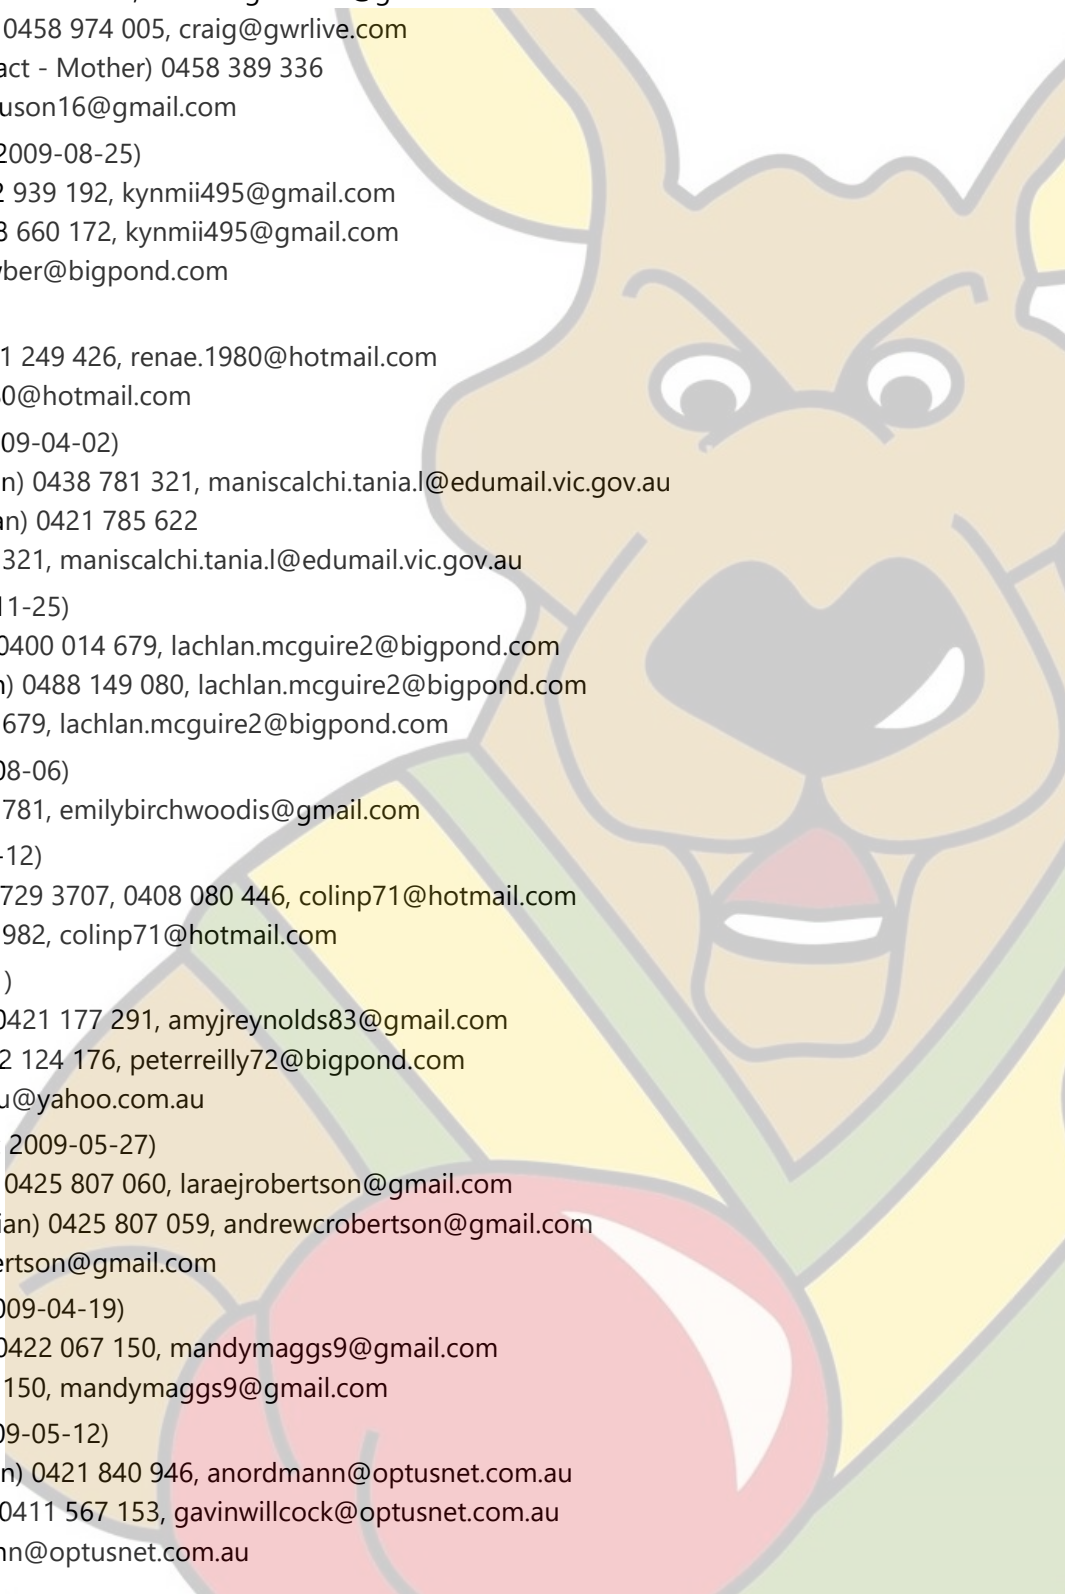 0458 974 005, craig@gwrlive.com
act - Mother) 0458 389 336
uson16@gmail.com
2009-08-25)
2 939 192, kynmii495@gmail.com
8 660 172, kynmii495@gmail.com
ber@bigpond.com
1 249 426, renae.1980@hotmail.com
0@hotmail.com
09-04-02)
n) 0438 781 321, maniscalchi.tania.l@edumail.vic.gov.au
an) 0421 785 622
321, maniscalchi.tania.l@edumail.vic.gov.au
11-25)
0400 014 679, lachlan.mcguire2@bigpond.com
n) 0488 149 080, lachlan.mcguire2@bigpond.com
679, lachlan.mcguire2@bigpond.com
08-06)
781, emilybirchwoodis@gmail.com
-12)
729 3707, 0408 080 446, colinp71@hotmail.com
982, colinp71@hotmail.com
)
0421 177 291, amyjreynolds83@gmail.com
2 124 176, peterreilly72@bigpond.com
u@yahoo.com.au
2009-05-27)
0425 807 060, laraejrobertson@gmail.com
ian) 0425 807 059, andrewcrobertson@gmail.com
ertson@gmail.com
009-04-19)
0422 067 150, mandymaggs9@gmail.com
150, mandymaggs9@gmail.com
09-05-12)
n) 0421 840 946, anordmann@optusnet.com.au
0411 567 153, gavinwillcock@optusnet.com.au
nn@optusnet.com.au